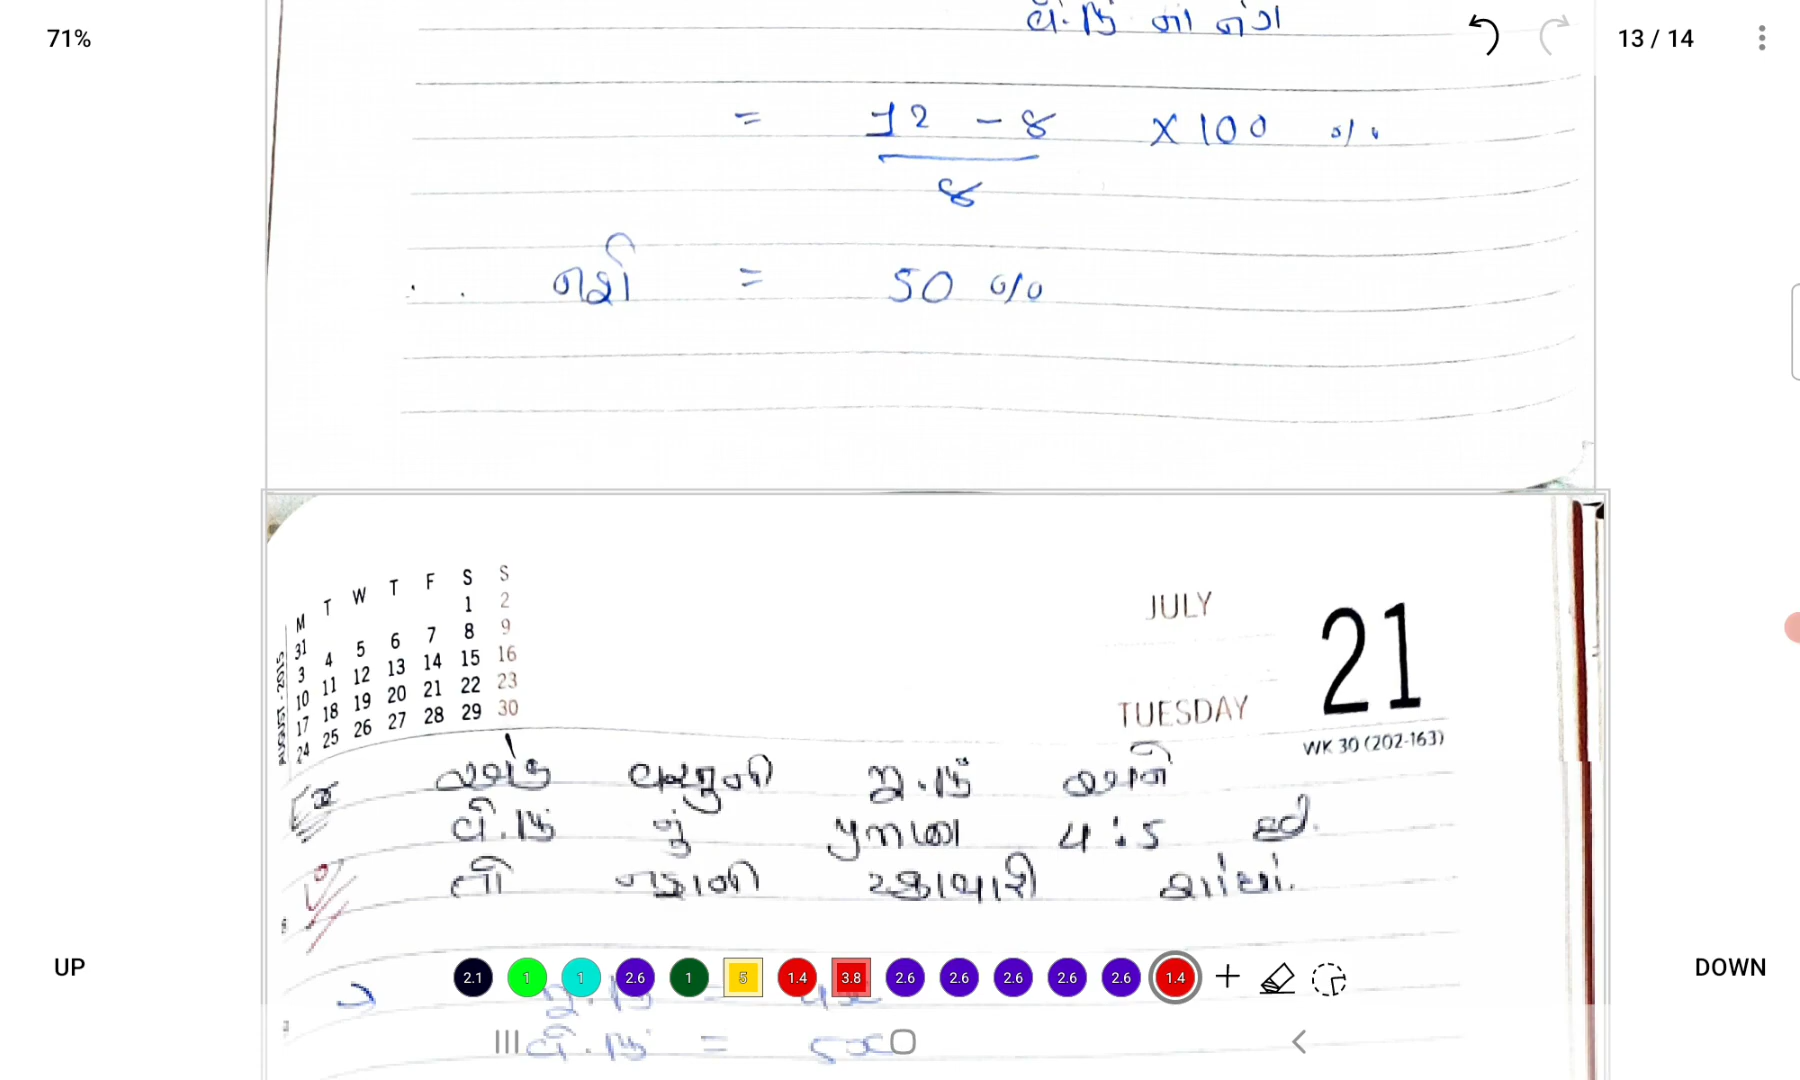 71%
વે.કિં ના નંગ
13 / 14
= 12 - 8 × 100 %
8
∴ નફો = 50 %
AUGUST - 2015
M T W T F S S
31 1 2
3 4 5 6 7 8 9
10 11 12 13 14 15 16
17 18 19 20 21 22 23
24 25 26 27 28 29 30
JULY
21
TUESDAY
WK 30 (202-163)
Ex એક વસ્તુની મુ.કિં અને
વે.કિં નું પ્રમાણ 4:5 છે.
તો નફાની ટકાવારી શોધો.
UP
2.1 1 1 2.6 1 5 1.4 3.8 2.6 2.6 2.6 2.6 2.6 1.4 +
DOWN
→ મુ.કિં = 4x
વે.કિં = 5x